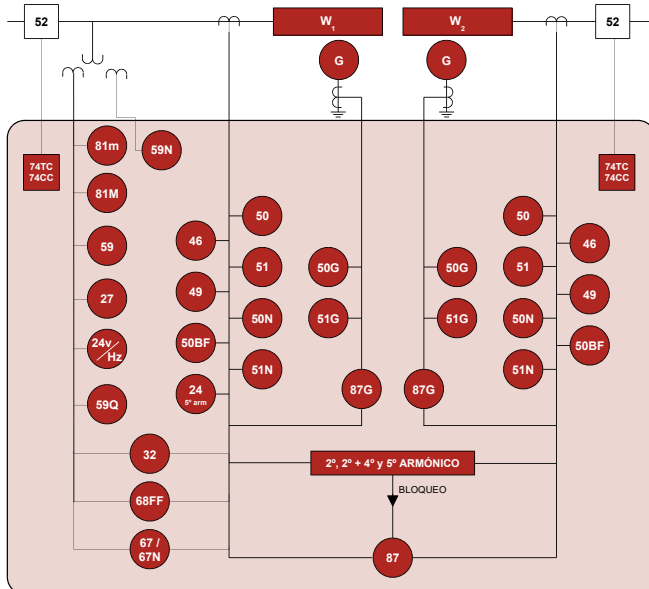 52
W1
W2
52
G
G
81m
59N
74TC
74CC
74TC
74CC
81M
50
50
46
46
59
51
50G
50G
51
49
49
27
50N
51G
51G
50N
24v/
Hz
50BF
50BF
51N
51N
59Q
24
5º arm
87G
87G
32
2º, 2º + 4º y 5º ARMÓNICO
BLOQUEO
68FF
67 /
67N
87